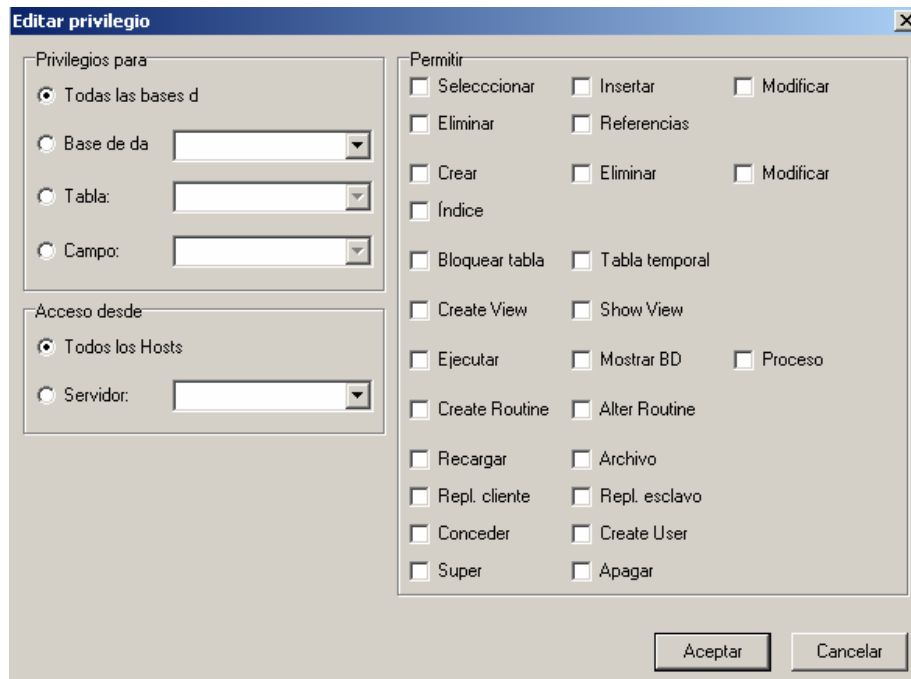 Editar privilegio
Privilegios para
Todas las bases d
Base de da
Tabla:
Campo:
Acceso desde
Todos los Hosts
Servidor:
Permitir
Selecccionar Insertar Modificar
Eliminar Referencias
Crear Eliminar Modificar
Índice
Bloquear tabla Tabla temporal
Create View Show View
Ejecutar Mostrar BD Proceso
Create Routine Alter Routine
Recargar Archivo
Repl. cliente Repl. esclavo
Conceder Create User
Super Apagar
Aceptar Cancelar